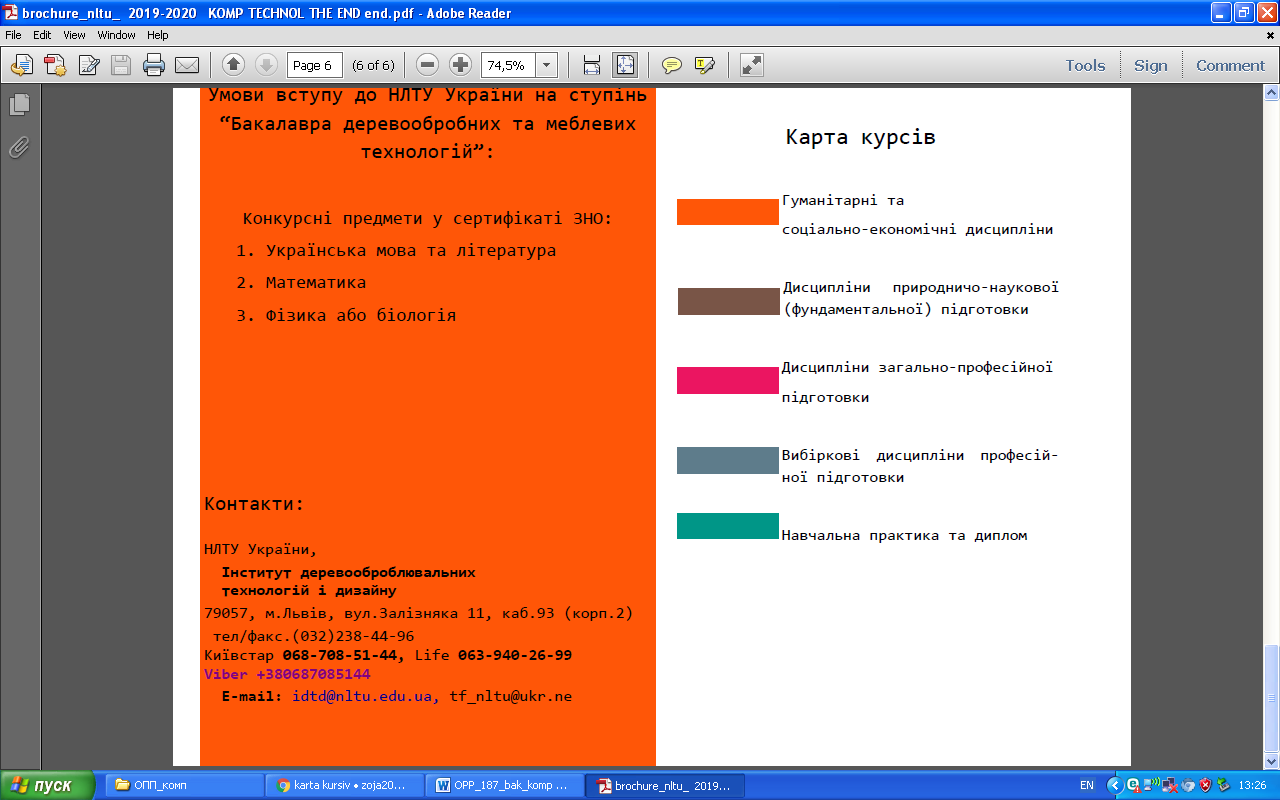 brochure_nltu_ 2019-2020 KOMP TECHNOL THE END end.pdf - Adobe Reader
File Edit View Window Help
Page 6 (6 of 6) 74,5% Tools Sign Comment
Умови вступу до НЛТУ України на ступінь
“Бакалавра деревообробних та меблевих
технологій”:
Конкурсні предмети у сертифікаті ЗНО:
1. Українська мова та література
2. Математика
3. Фізика або біологія
Контакти:
НЛТУ України,
Інститут деревооброблювальних
технологій і дизайну
79057, м.Львів, вул.Залізняка 11, каб.93 (корп.2)
тел/факс.(032)238-44-96
Київстар 068-708-51-44, Life 063-940-26-99
Viber +380687085144
E-mail: idtd@nltu.edu.ua, tf_nltu@ukr.ne
Карта курсів
Гуманітарні та
соціально-економічні дисципліни
Дисципліни природничо-наукової
(фундаментальної) підготовки
Дисципліни загально-професійної
підготовки
Вибіркові дисципліни професій-
ної підготовки
Навчальна практика та диплом
пуск ОПП_комп karta kursiv • zoja20... OPP_187_bak_komp ... brochure_nltu_ 2019... EN 13:26